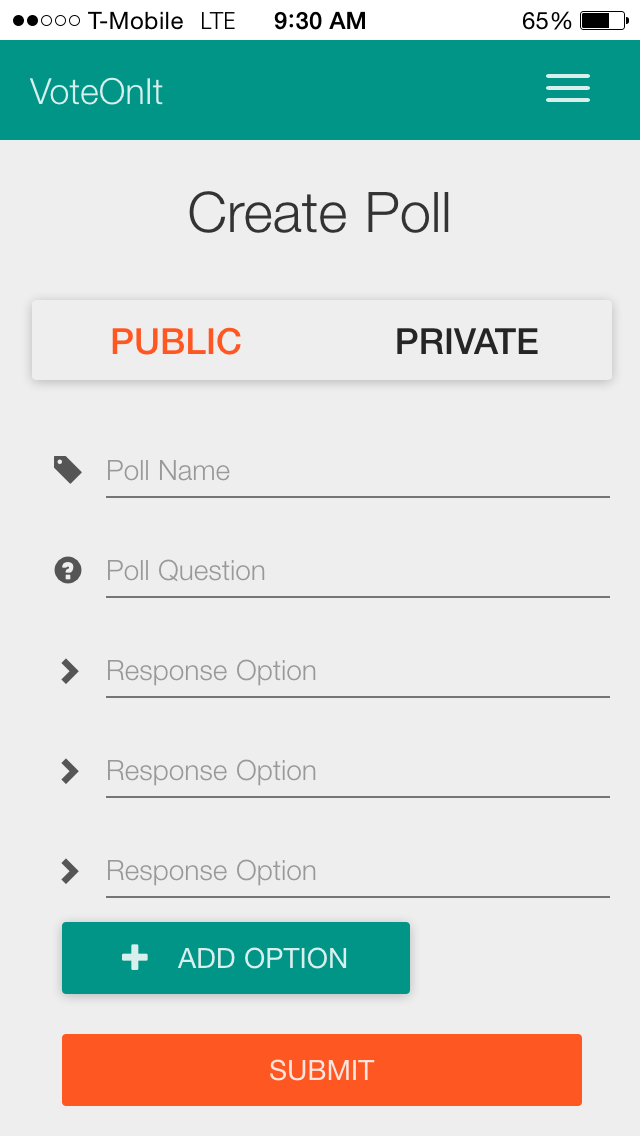 T-Mobile LTE 9:30 AM 65%
VoteOnIt
Create Poll
PUBLIC PRIVATE
Poll Name
Poll Question
Response Option
Response Option
Response Option
ADD OPTION
SUBMIT